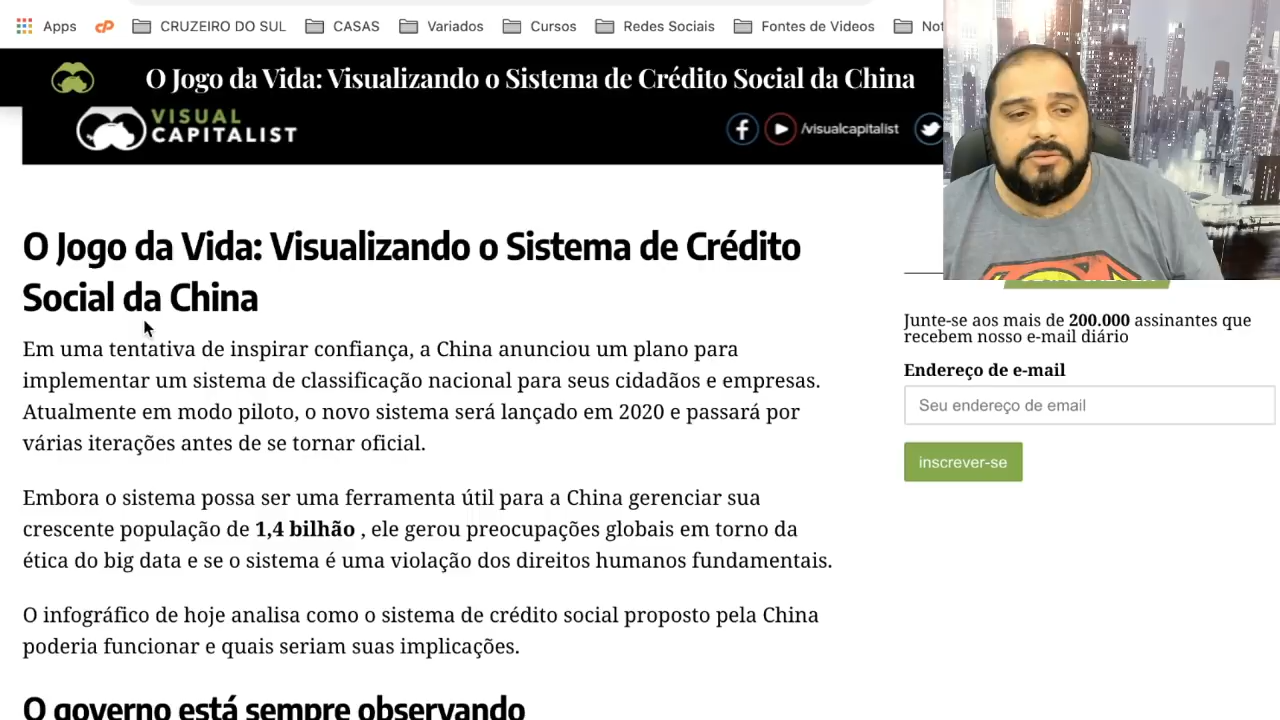 Apps
CRUZEIRO DO SUL
CASAS
Variados
Cursos
Redes Sociais
Fontes de Videos
O Jogo da Vida: Visualizando o Sistema de Crédito Social da China
VISUAL
CAPITALIST
/visualcapitalist
O Jogo da Vida: Visualizando o Sistema de Crédito
Social da China
Em uma tentativa de inspirar confiança, a China anunciou um plano para
implementar um sistema de classificação nacional para seus cidadãos e empresas.
Atualmente em modo piloto, o novo sistema será lançado em 2020 e passará por
várias iterações antes de se tornar oficial.
Embora o sistema possa ser uma ferramenta útil para a China gerenciar sua
crescente população de 1,4 bilhão , ele gerou preocupações globais em torno da
ética do big data e se o sistema é uma violação dos direitos humanos fundamentais.
O infográfico de hoje analisa como o sistema de crédito social proposto pela China
poderia funcionar e quais seriam suas implicações.
O governo está sempre observando
Junte-se aos mais de 200.000 assinantes que
recebem nosso e-mail diário
Endereço de e-mail
Seu endereço de email
inscrever-se